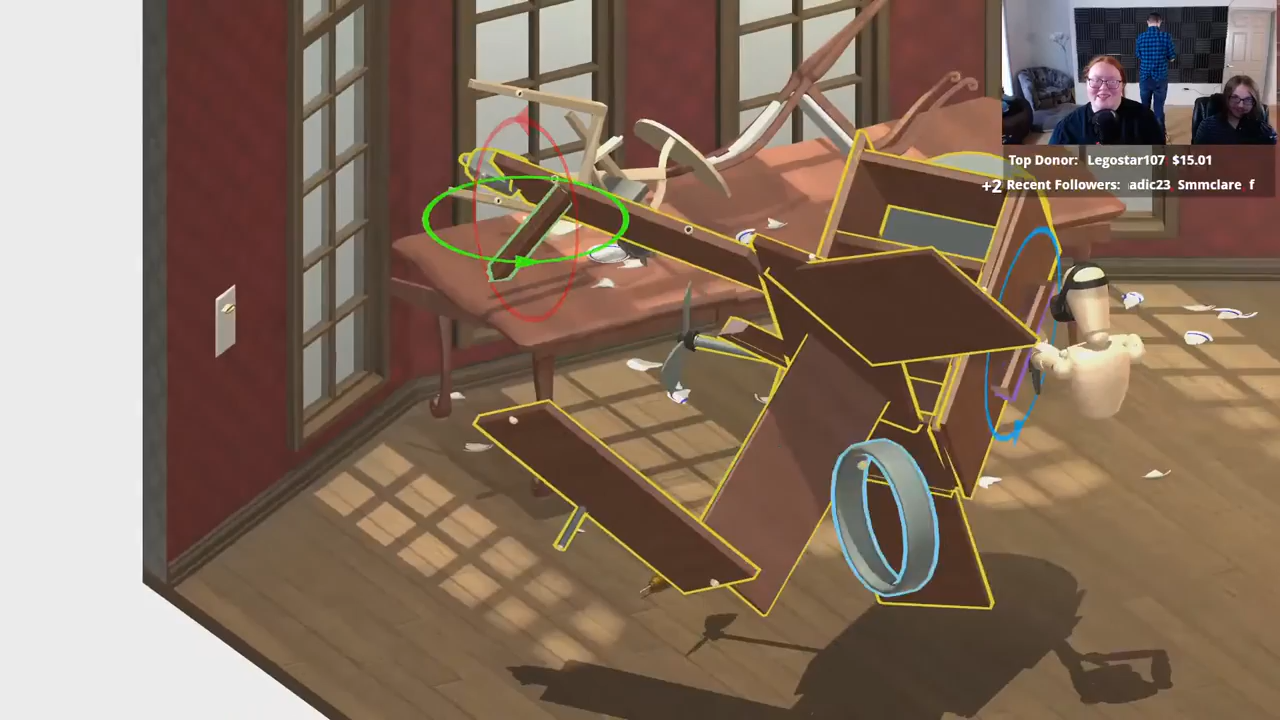 Top Donor: Legostar107 $15.01
+2 Recent Followers: adic23 Smmclare f